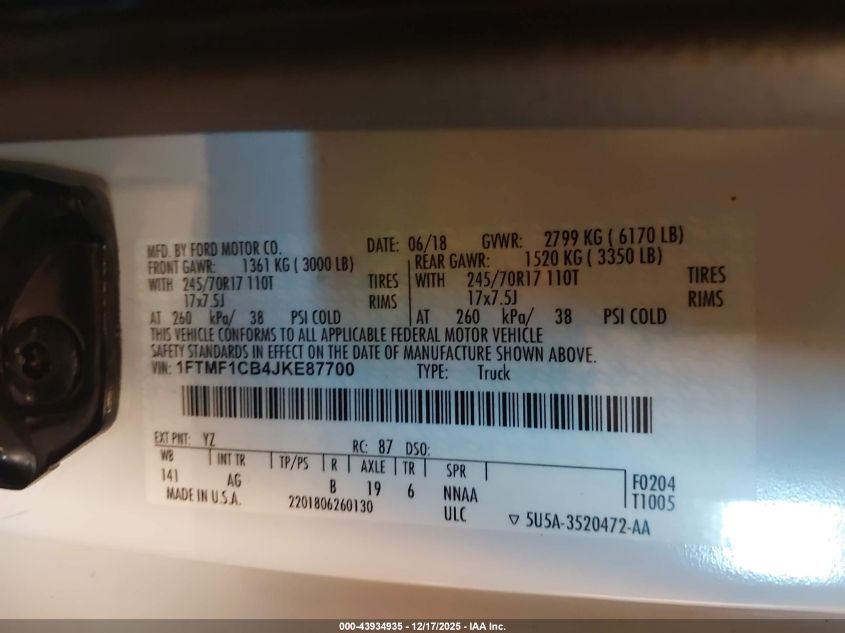 MFD. BY FORD MOTOR CO. DATE: 06/18 GVWR: 2799 KG ( 6170 LB)
FRONT GAWR: 1361 KG ( 3000 LB) REAR GAWR: 1520 KG ( 3350 LB)
WITH 245/70R17 110T TIRES WITH 245/70R17 110T TIRES
17x7.5J RIMS 17x7.5J RIMS
AT 260 kPa/ 38 PSI COLD AT 260 kPa/ 38 PSI COLD
THIS VEHICLE CONFORMS TO ALL APPLICABLE FEDERAL MOTOR VEHICLE
SAFETY STANDARDS IN EFFECT ON THE DATE OF MANUFACTURE SHOWN ABOVE.
VIN: 1FTMF1CB4JKE87700 TYPE: Truck
EXT PNT: YZ RC: 87 DSO:
WB INT TR TP/PS R AXLE TR SPR
141 AG B 19 6 NNAA F0204
MADE IN U.S.A. 2201806260130 ULC T1005
5U5A-3520472-AA
000-43934935 - 12/17/2025 - IAA Inc.